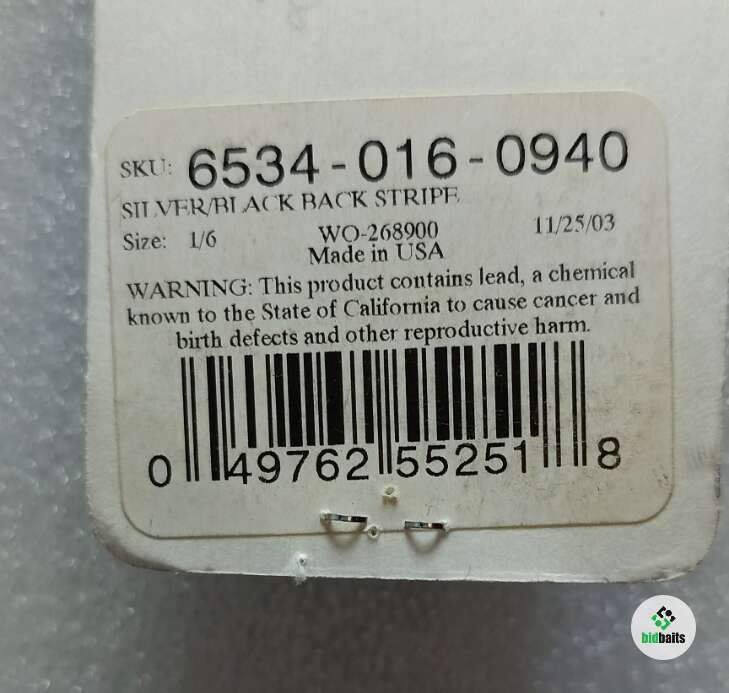 SKU: 6534-016-0940
SILVER/BLACK BACK STRIPE
Size: 1/6 WO-268900 11/25/03
Made in USA
WARNING: This product contains lead, a chemical
known to the State of California to cause cancer and
birth defects and other reproductive harm.
0 49762 55251 8
bidbaits